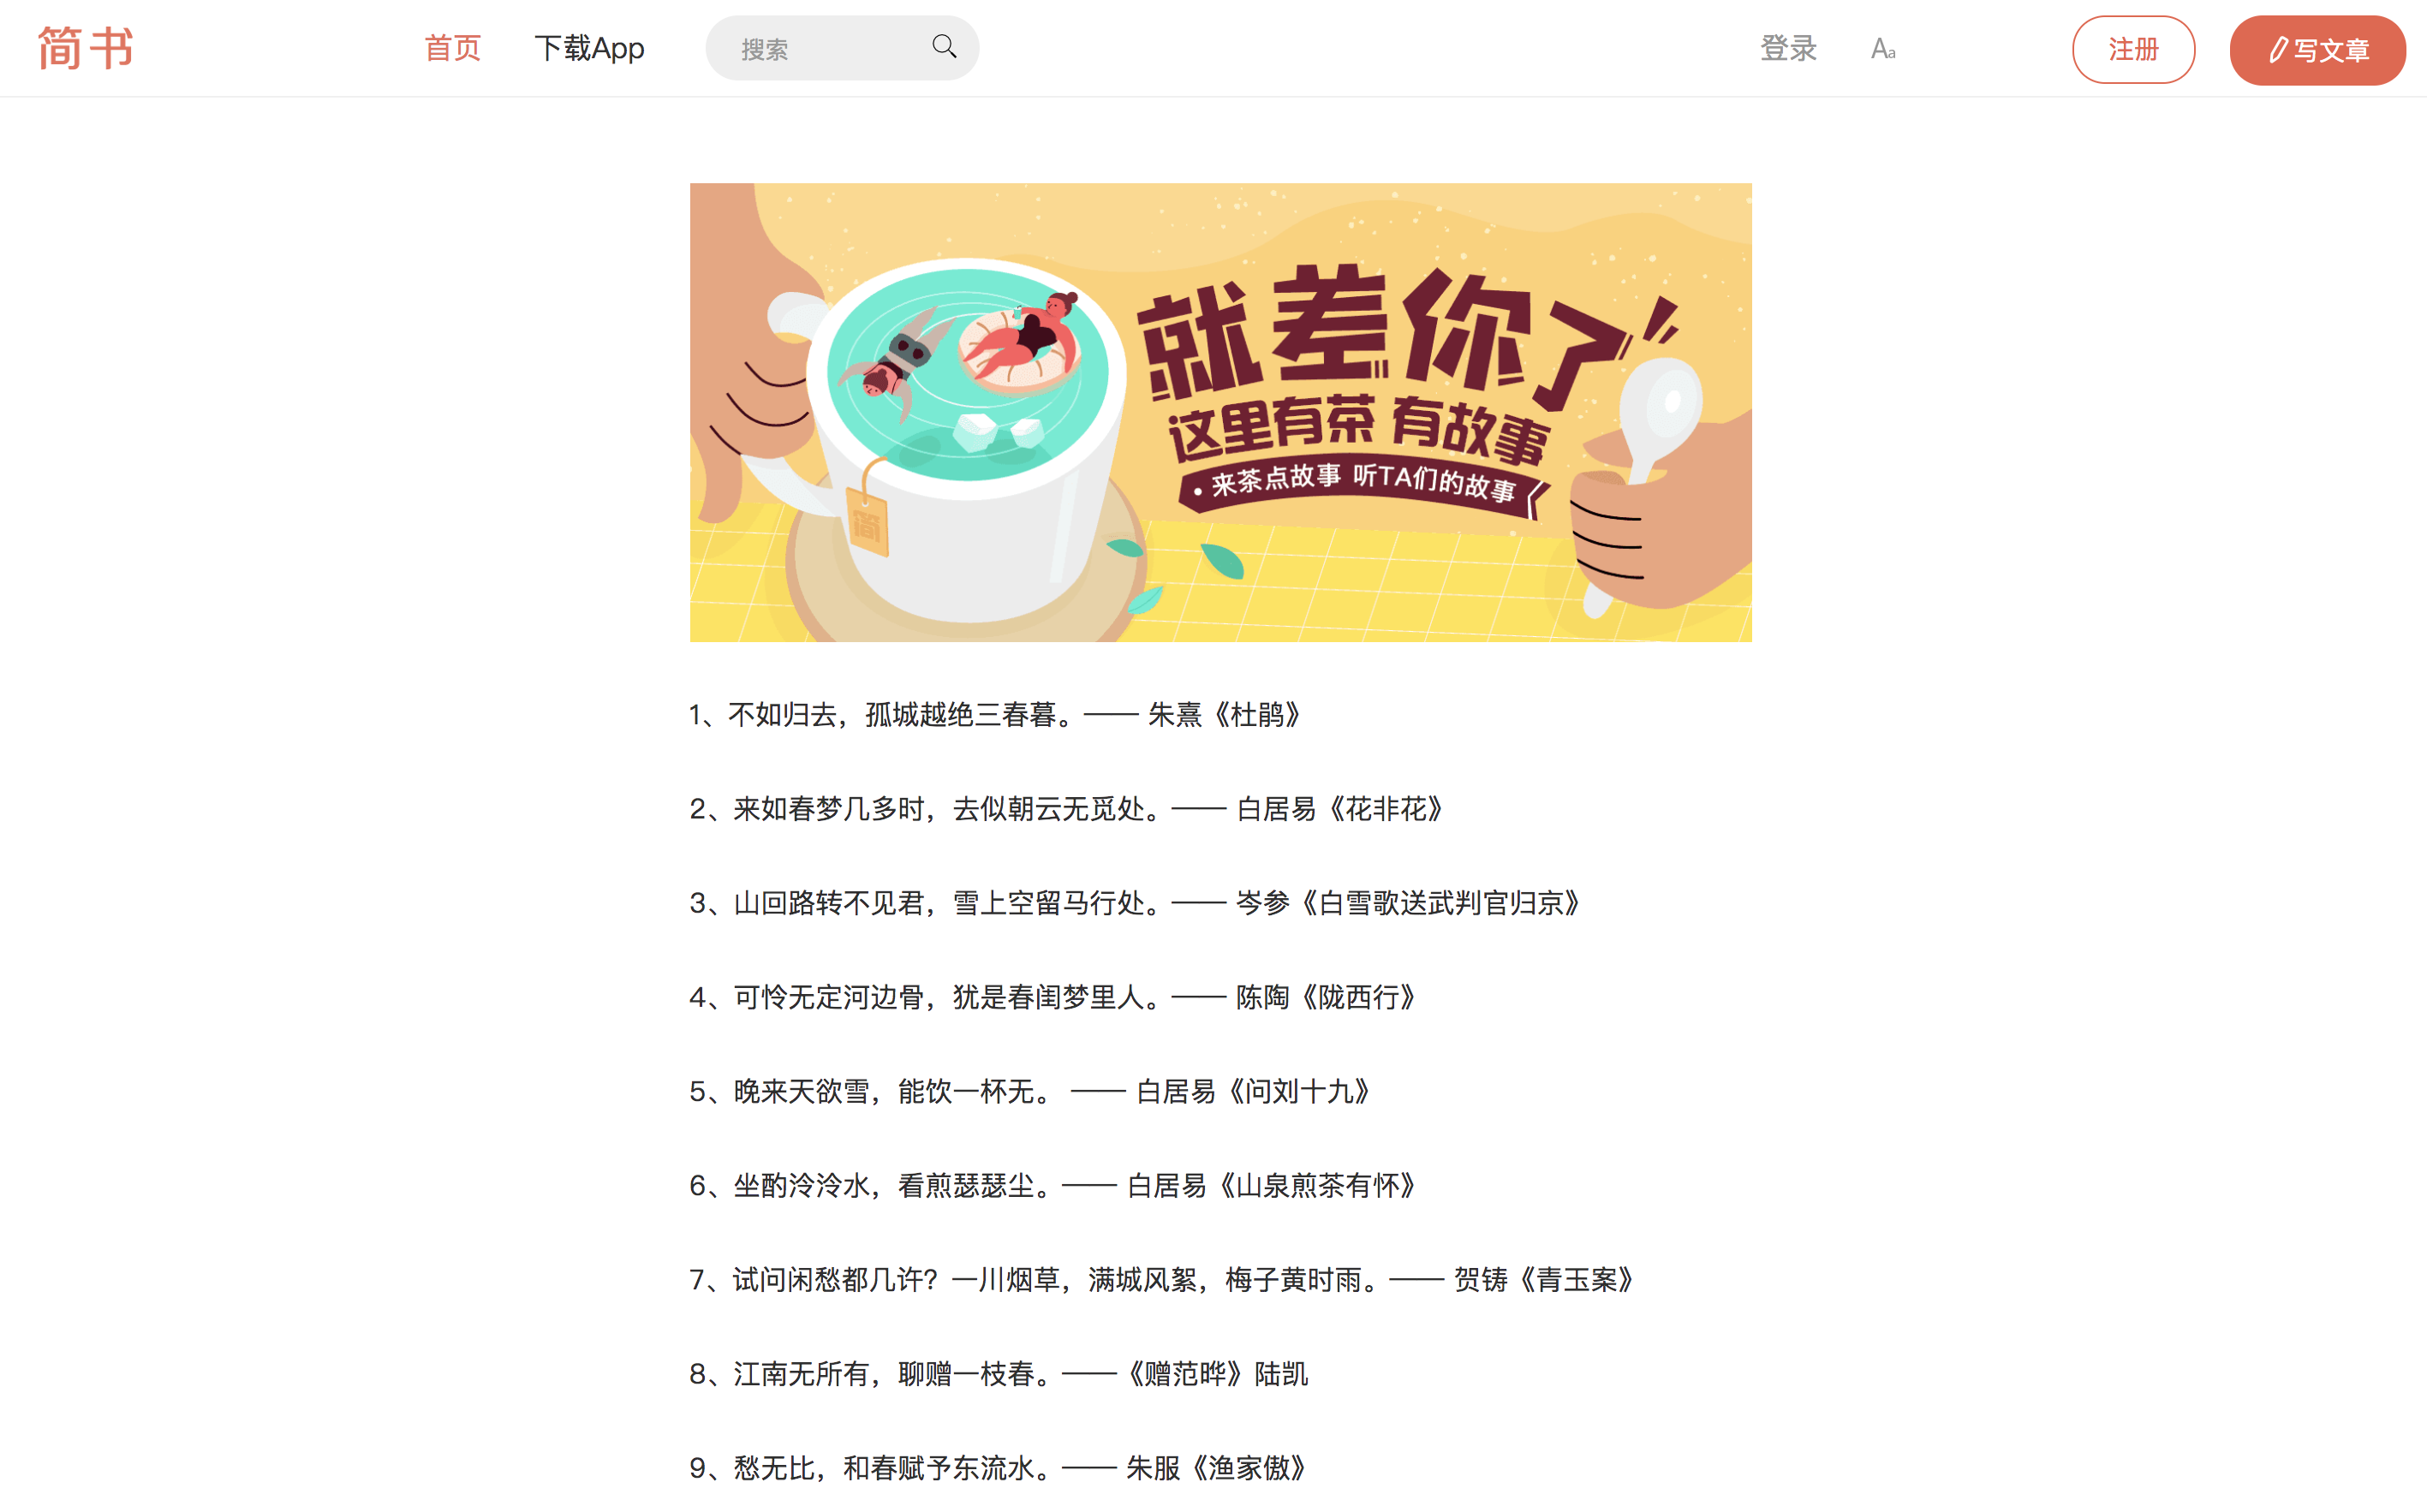 简书
首页
下载App
搜索
登录
Aa
注册
写文章
就差你了
这里有茶 有故事
• 来茶点故事 听TA们的故事
简
1、不如归去，孤城越绝三春暮。—— 朱熹《杜鹃》
2、来如春梦几多时，去似朝云无觅处。—— 白居易《花非花》
3、山回路转不见君，雪上空留马行处。—— 岑参《白雪歌送武判官归京》
4、可怜无定河边骨，犹是春闺梦里人。—— 陈陶《陇西行》
5、晚来天欲雪，能饮一杯无。 —— 白居易《问刘十九》
6、坐酌泠泠水，看煎瑟瑟尘。—— 白居易《山泉煎茶有怀》
7、试问闲愁都几许？一川烟草，满城风絮，梅子黄时雨。—— 贺铸《青玉案》
8、江南无所有，聊赠一枝春。——《赠范晔》陆凯
9、愁无比，和春赋予东流水。—— 朱服《渔家傲》